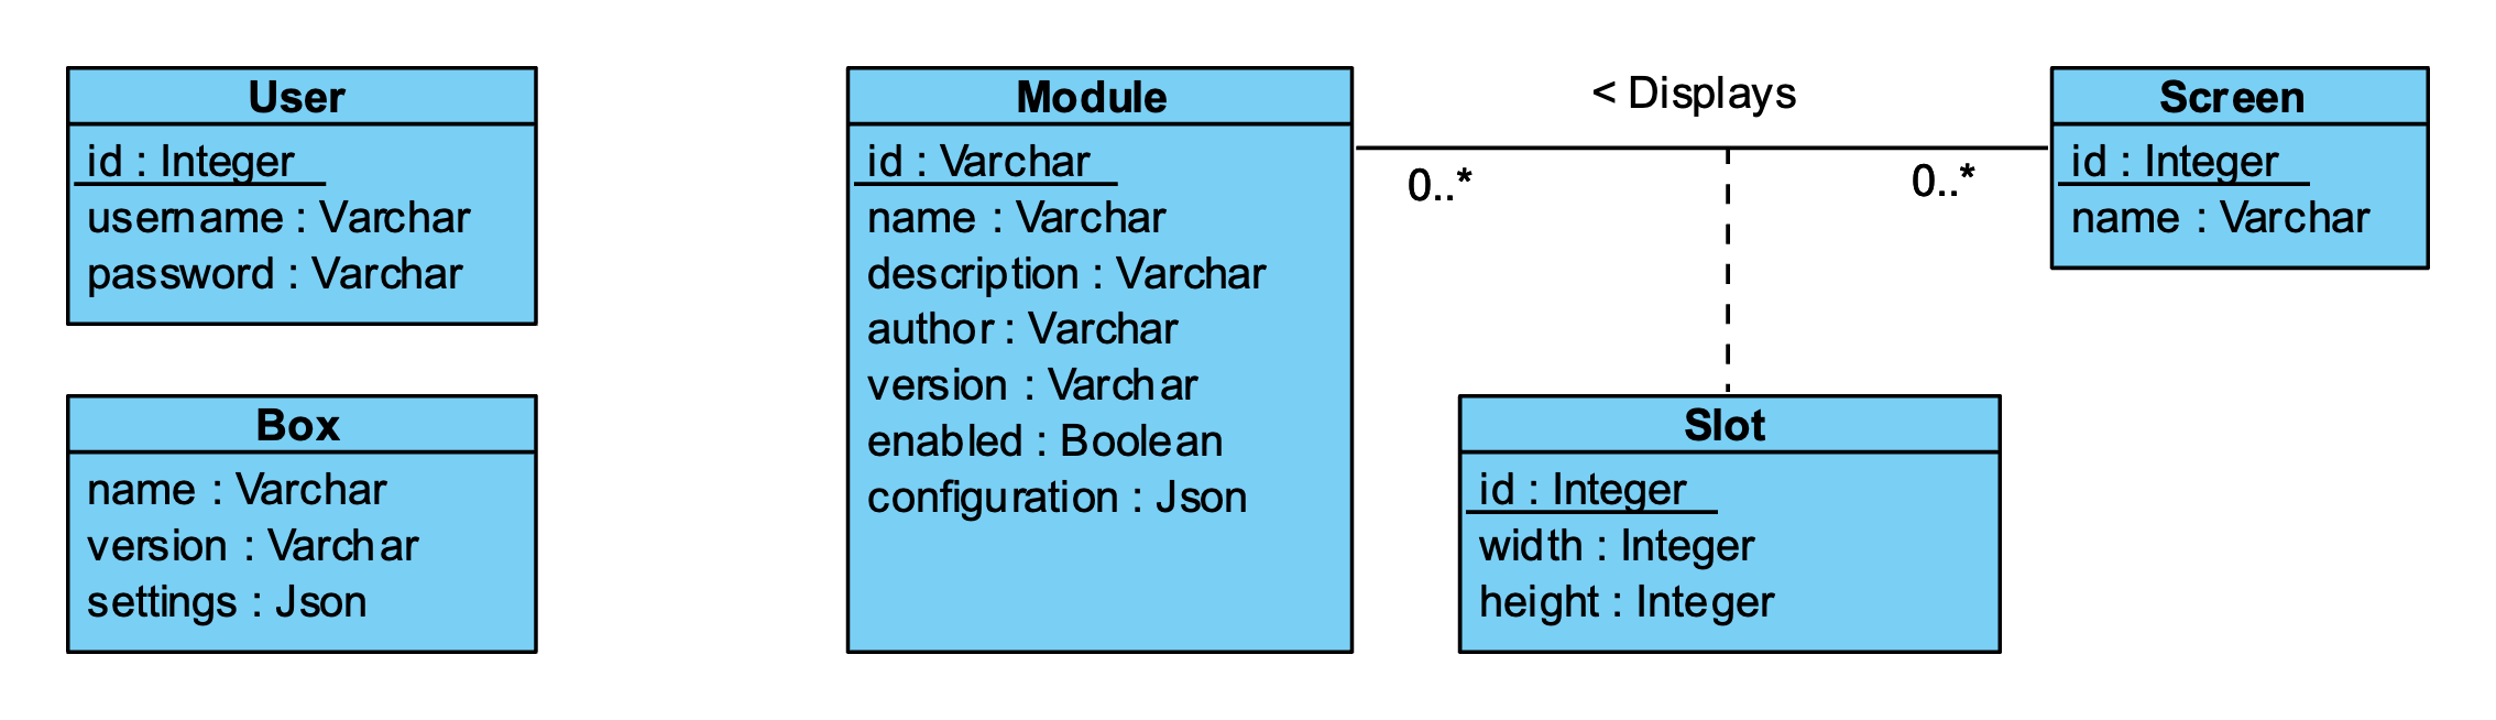 User
id : Integer
username : Varchar
password : Varchar
Box
name : Varchar
version : Varchar
settings : Json
Module
id : Varchar
name : Varchar
description : Varchar
author : Varchar
version : Varchar
enabled : Boolean
configuration : Json
< Displays
0..*
0..*
Screen
id : Integer
name : Varchar
Slot
id : Integer
width : Integer
height : Integer